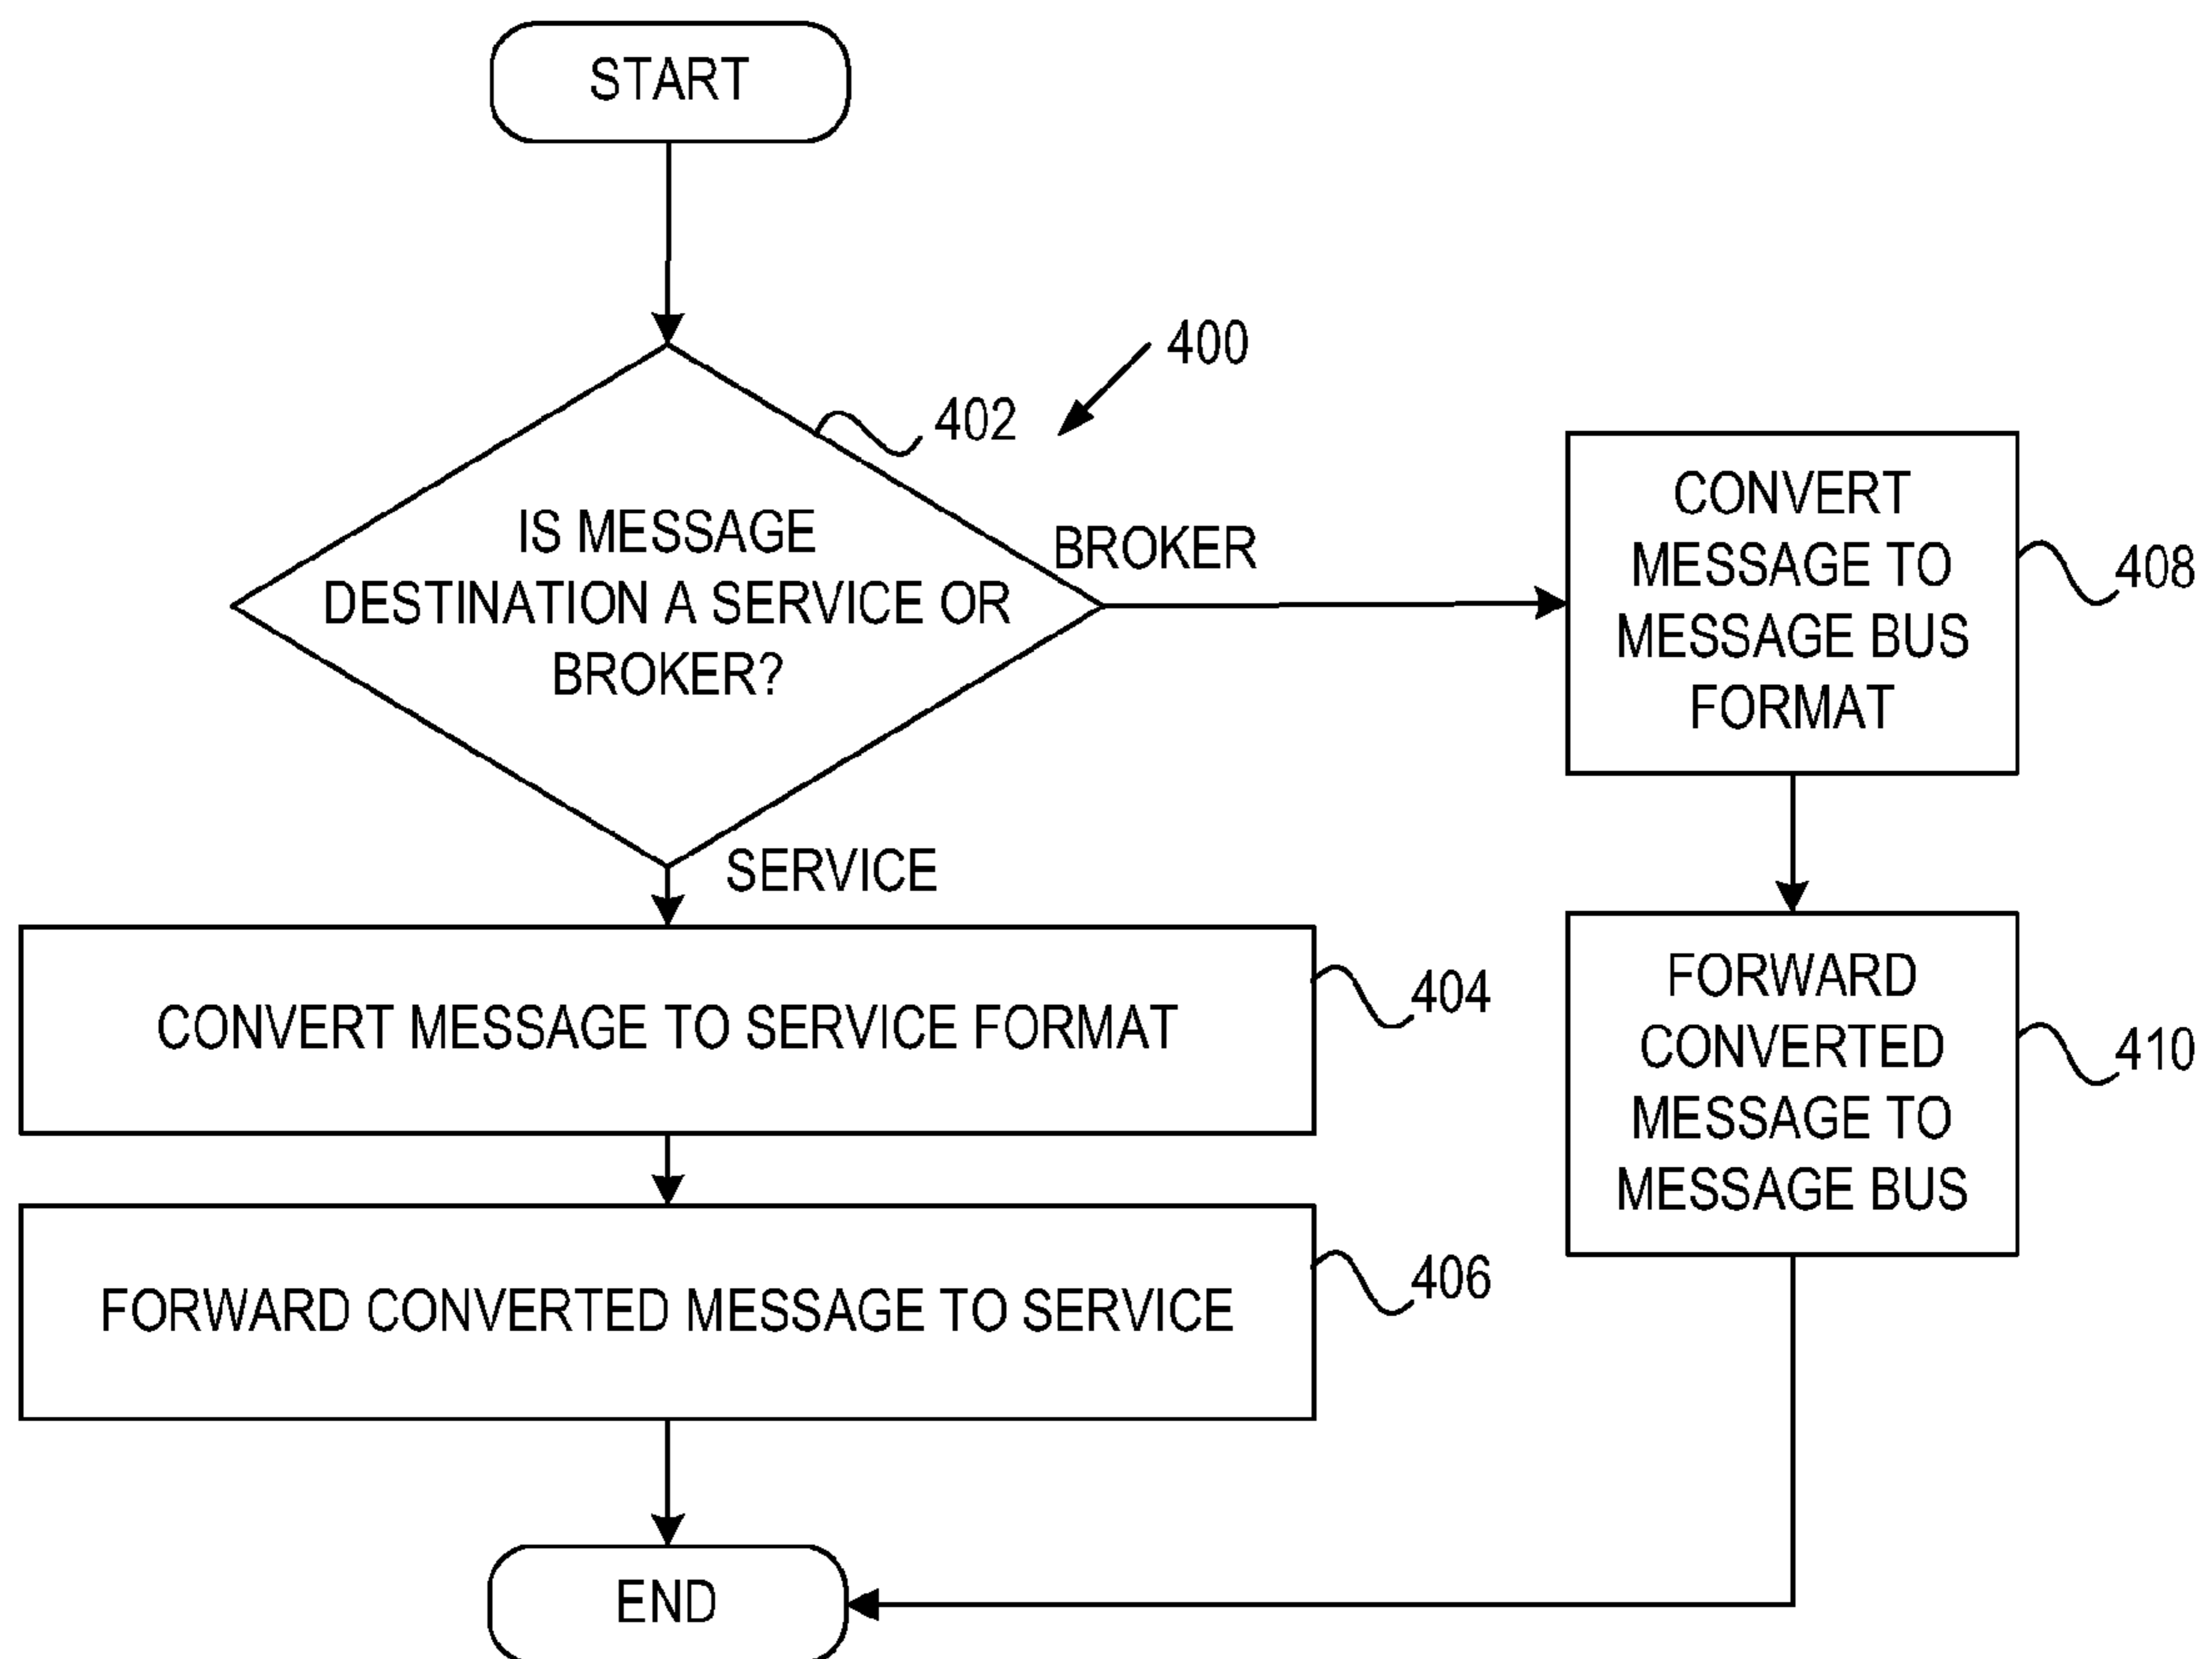 START
400
402
IS MESSAGE
DESTINATION A SERVICE OR
BROKER?
BROKER
SERVICE
CONVERT
MESSAGE TO
MESSAGE BUS
FORMAT
408
CONVERT MESSAGE TO SERVICE FORMAT
404
FORWARD
CONVERTED
MESSAGE TO
MESSAGE BUS
410
FORWARD CONVERTED MESSAGE TO SERVICE
406
END